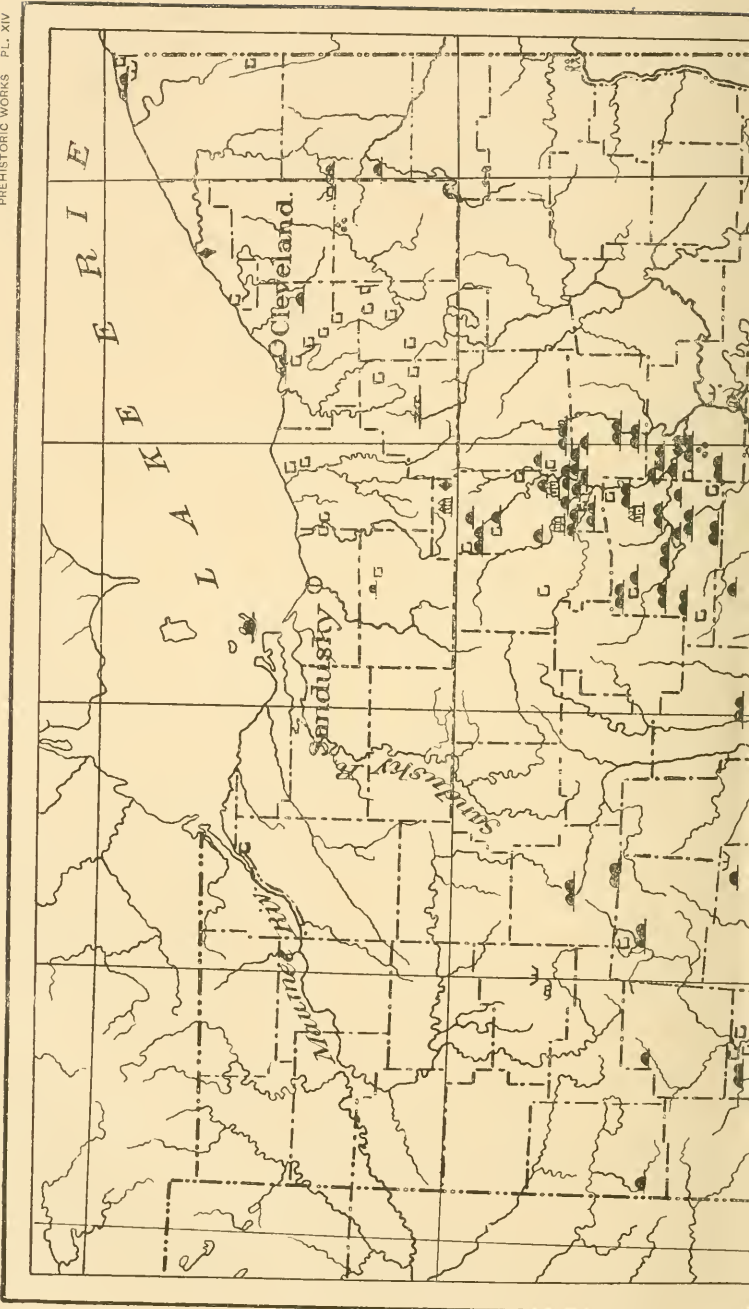 PREHISTORIC WORKS PL. XIV
LAKE ERIE
Cleveland.
Sandusky
Sandusky R.
Maumee Riv